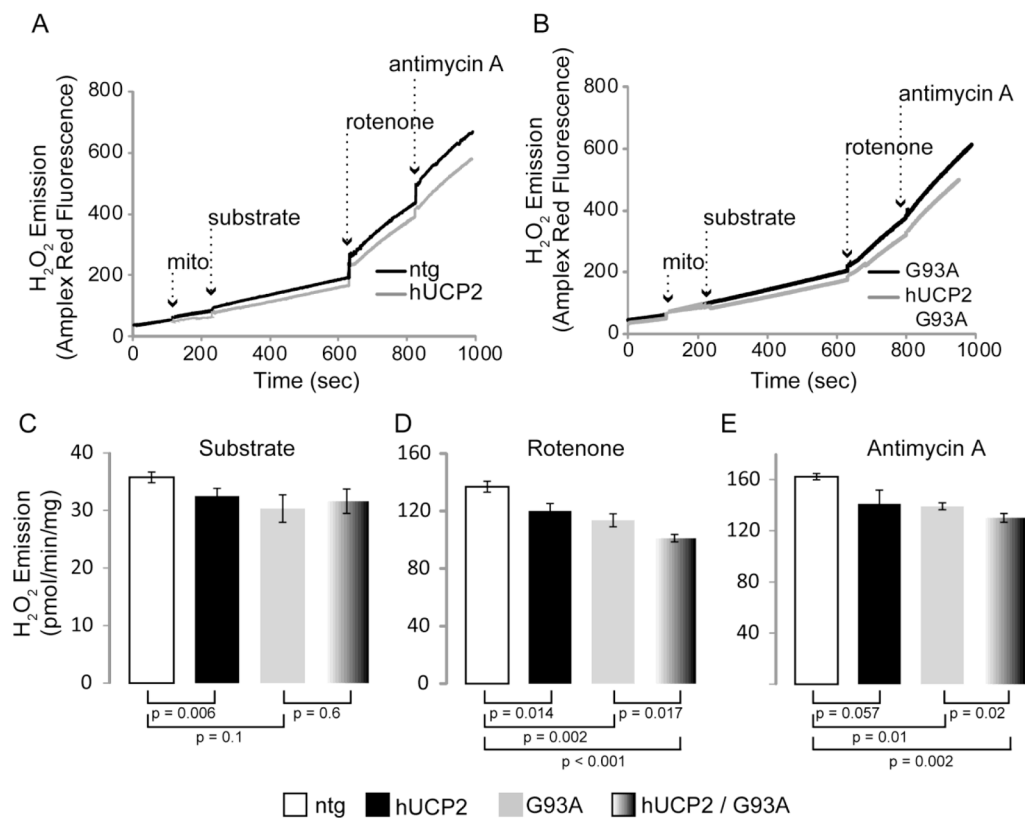 A
H2O2 Emission
(Amplex Red Fluorescence)
800
600
400
200
0
0 200 400 600 800 1000
Time (sec)
mito
substrate
rotenone
antimycin A
ntg
hUCP2
B
H2O2 Emission
(Amplex Red Fluorescence)
800
600
400
200
0
0 200 400 600 800 1000
Time (sec)
mito
substrate
rotenone
antimycin A
G93A
hUCP2
G93A
C
Substrate
H2O2 Emission
(pmol/min/mg)
40
30
20
10
0
p = 0.006
p = 0.6
p = 0.1
D
Rotenone
160
120
80
40
0
p = 0.014
p = 0.017
p = 0.002
p < 0.001
E
Antimycin A
160
120
80
40
p = 0.057
p = 0.02
p = 0.01
p = 0.002
ntg hUCP2 G93A hUCP2 / G93A